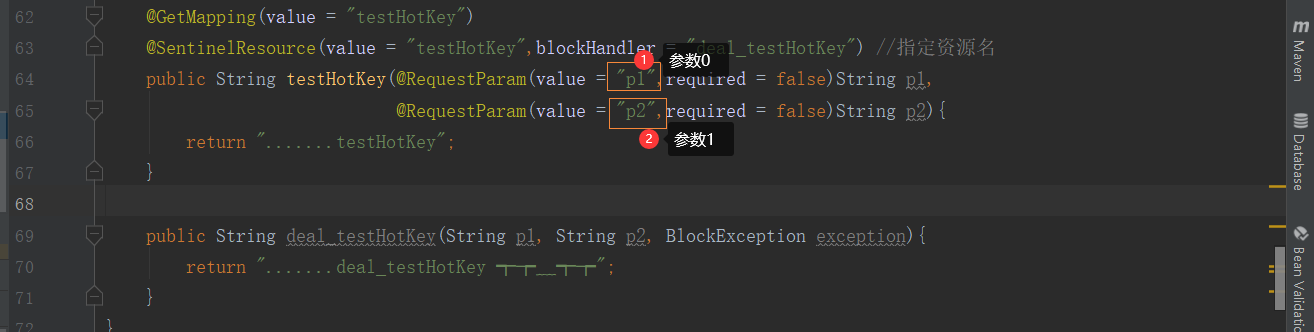 62 @GetMapping(value = "testHotKey")
63 @SentinelResource(value = "testHotKey",blockHandler = "deal_testHotKey") //指定资源名
1 参数0
64 public String testHotKey(@RequestParam(value = "p1",required = false)String p1,
65 @RequestParam(value = "p2",required = false)String p2){
2 参数1
66 return ".......testHotKey";
67 }
68
69 public String deal_testHotKey(String p1, String p2, BlockException exception){
70 return ".......deal_testHotKey ┭┮﹏┭┮";
71 }
72 }
m Maven
Database
Bean Validati